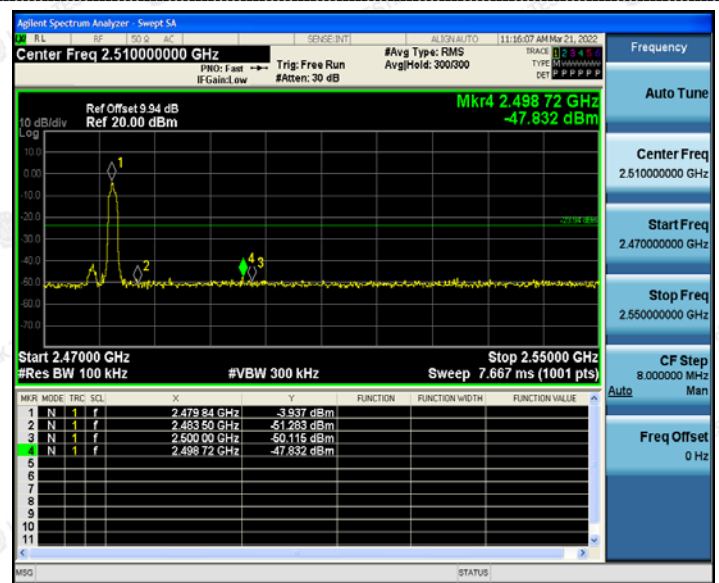 Agilent Spectrum Analyzer - Swept SA
RL RF 50 Ω AC SENSE:INT ALIGNAUTO 11:16:07 AM Mar 21, 2022
Center Freq 2.510000000 GHz
PNO: Fast
IFGain:Low
Trig: Free Run
#Atten: 30 dB
#Avg Type: RMS
Avg|Hold: 300/300
TRACE 1 2 3 4 5 6
TYPE M WWWWW
DET P P P P P P
Frequency
Auto Tune
Center Freq
2.510000000 GHz
Start Freq
2.470000000 GHz
Stop Freq
2.550000000 GHz
CF Step
8.000000 MHz
Auto Man
Freq Offset
0 Hz
Mkr4 2.498 72 GHz
-47.832 dBm
Ref Offset 9.94 dB
10 dB/div Ref 20.00 dBm
Log
10.0
0.00
-10.0
-20.0
-30.0
-40.0
-50.0
-60.0
-70.0
1
2
4 3
-23.94 dBm
Start 2.47000 GHz Stop 2.55000 GHz
#Res BW 100 kHz #VBW 300 kHz Sweep 7.667 ms (1001 pts)
MKR MODE TRC SCL X Y FUNCTION FUNCTION WIDTH FUNCTION VALUE
1 N 1 f 2.479 84 GHz -3.937 dBm
2 N 1 f 2.483 50 GHz -51.283 dBm
3 N 1 f 2.500 00 GHz -50.115 dBm
4 N 1 f 2.498 72 GHz -47.832 dBm
5
6
7
8
9
10
11
MSG STATUS